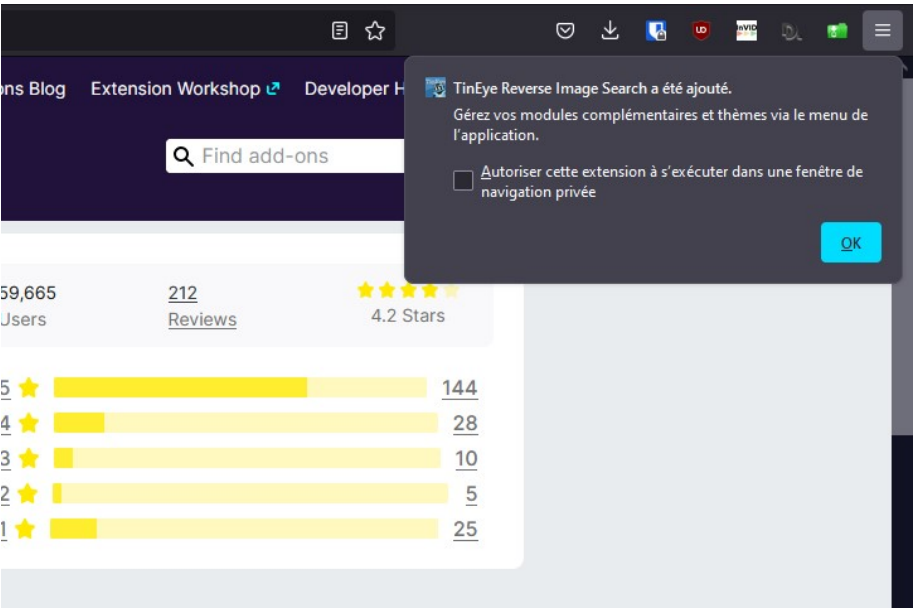 ons Blog Extension Workshop Developer H
Find add-ons
TinEye Reverse Image Search a été ajouté.
Gérez vos modules complémentaires et thèmes via le menu de
l'application.
Autoriser cette extension à s'exécuter dans une fenêtre de
navigation privée
OK
59,665 212
Users Reviews 4.2 Stars
5 144
4 28
3 10
2 5
1 25
UD
InVID